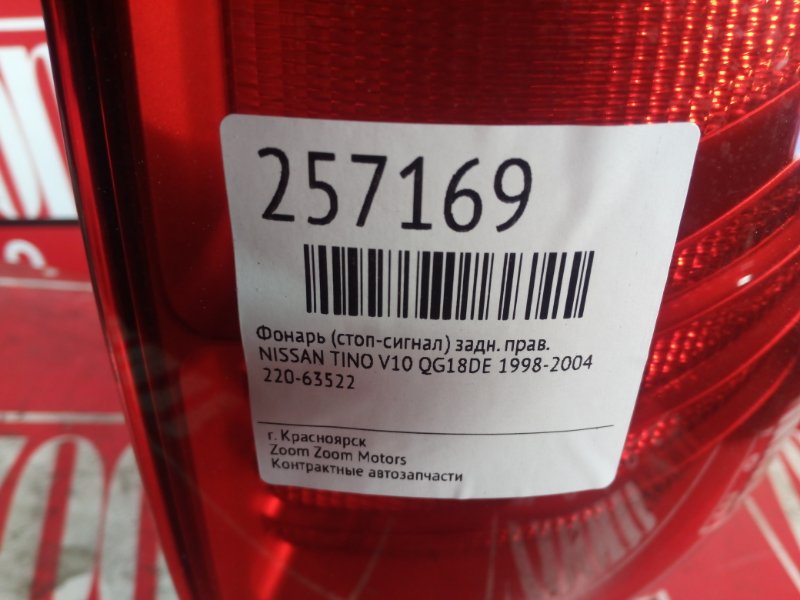 257169
Фонарь (стоп-сигнал) задн. прав.
NISSAN TINO V10 QG18DE 1998-2004
220-63522
г. Красноярск
Zoom Zoom Motors
Контрактные автозапчасти